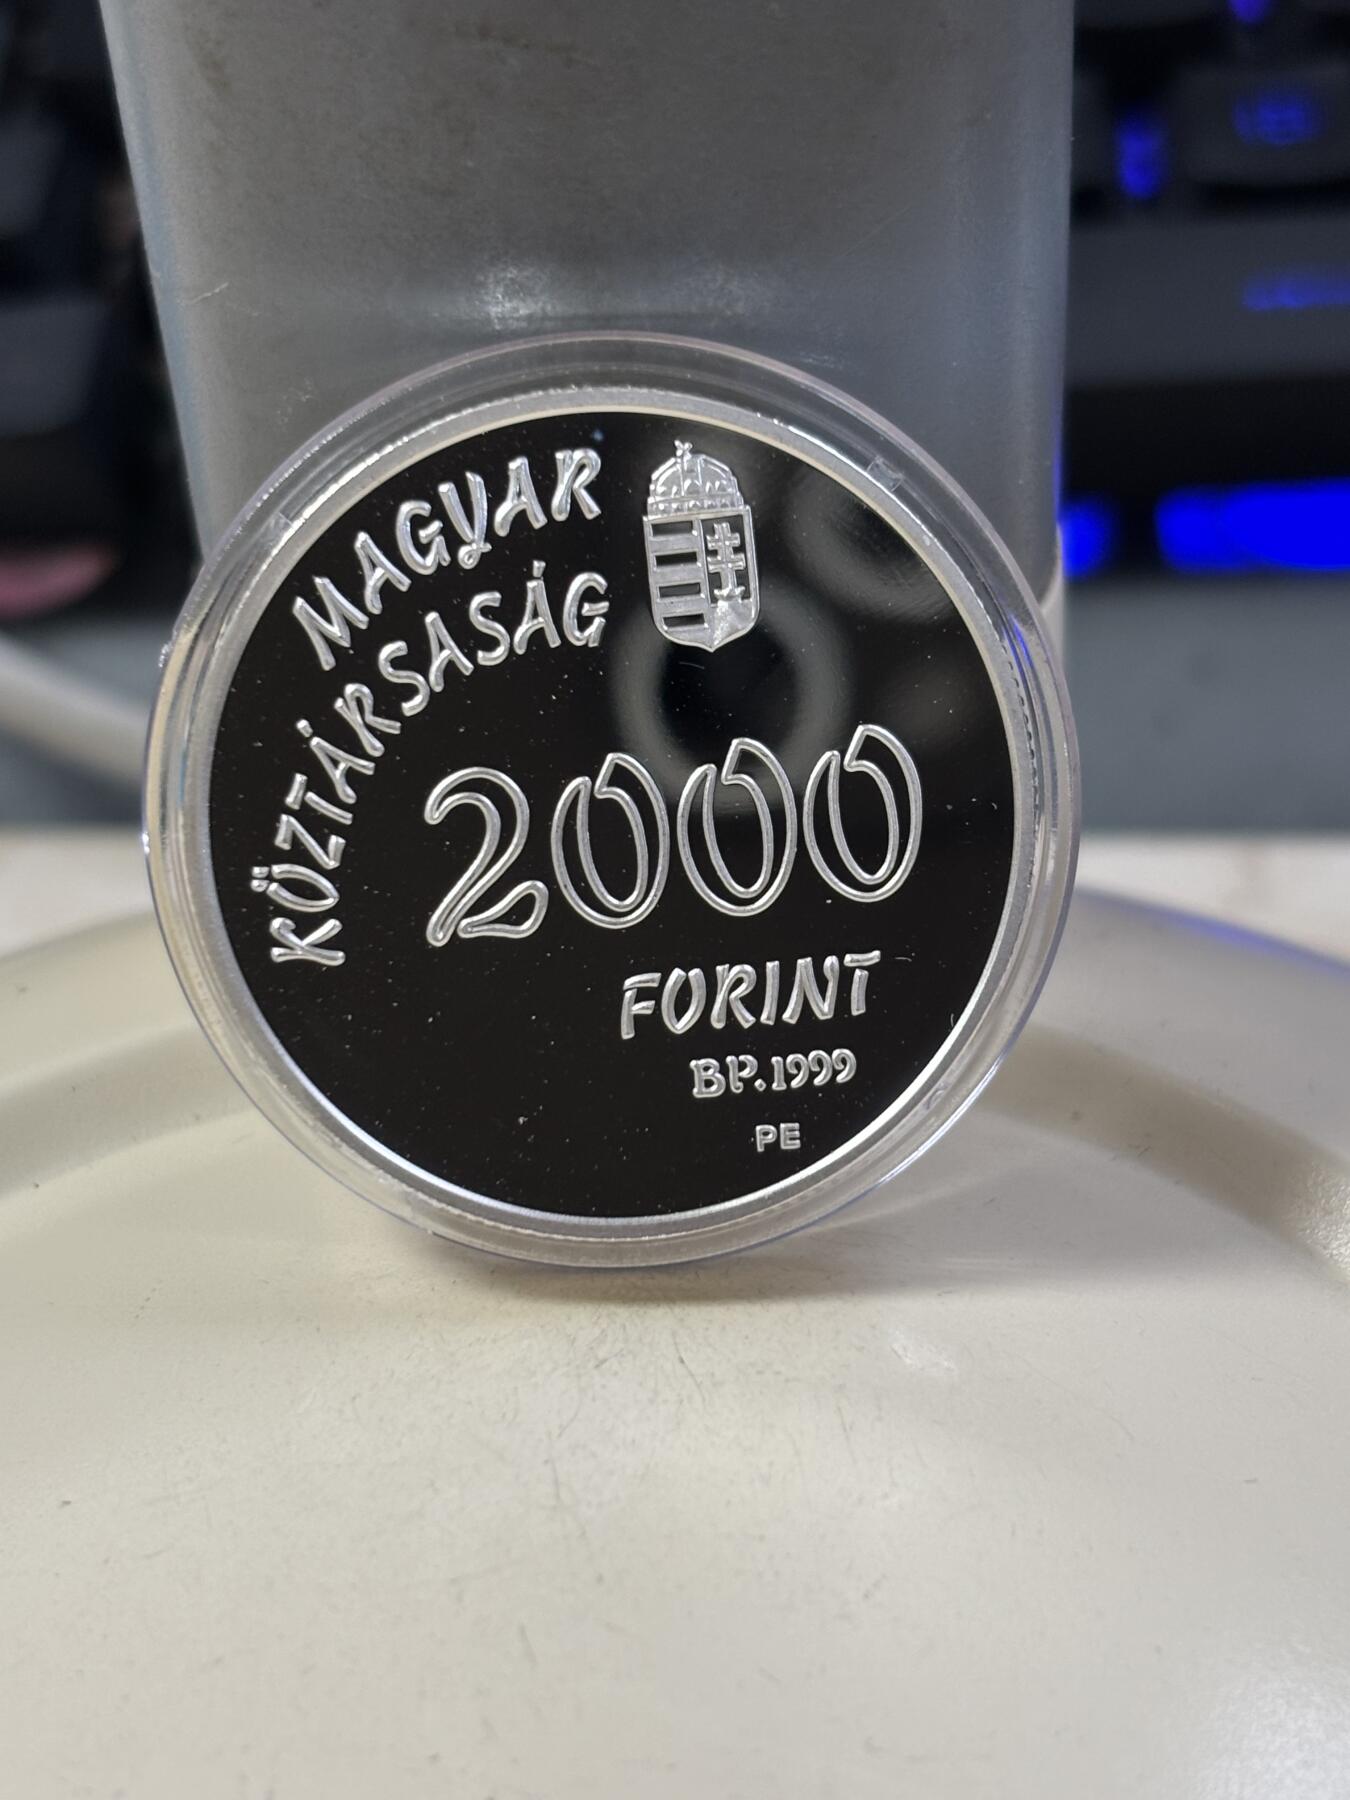 MAGYAR
KÖZTÁRSASÁG
2000
FORINT
BP.1999
PE